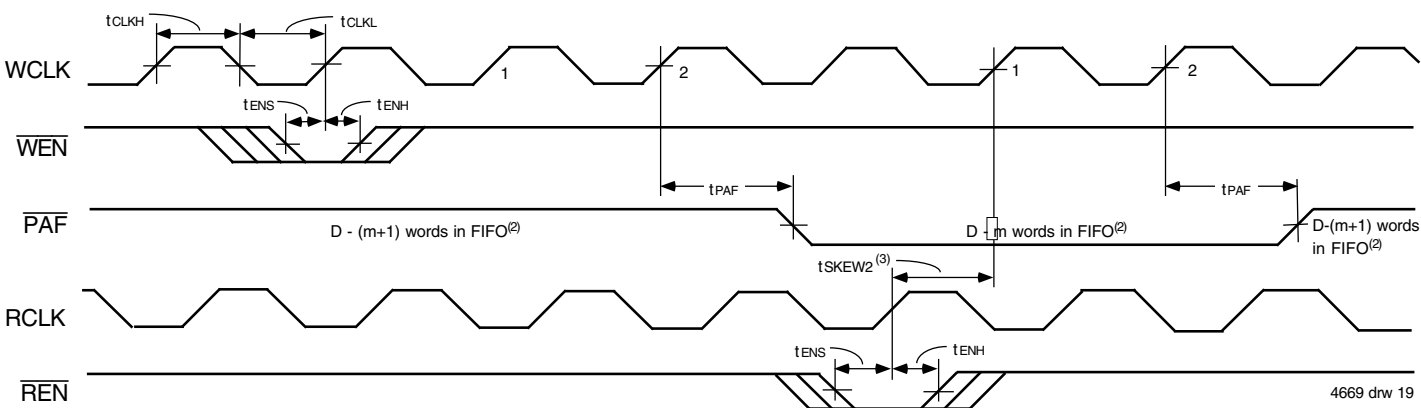 tCLKH
tCLKL
WCLK
1
2
1
2
tENS
tENH
WEN
tPAF
tPAF
PAF
D - (m+1) words in FIFO(2)
D - m words in FIFO(2)
D-(m+1) words
in FIFO(2)
tSKEW2(3)
RCLK
tENS
tENH
REN
4669 drw 19